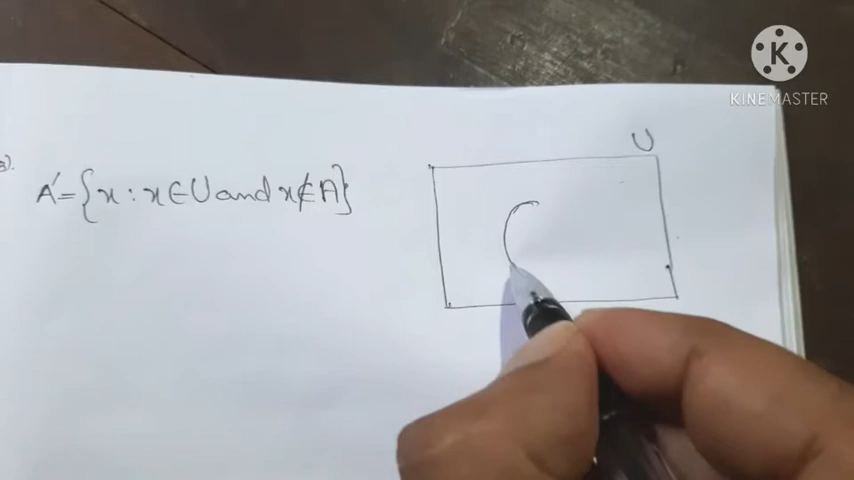 K
KINEMASTER
U
A'={x:x∈U and x∉A}